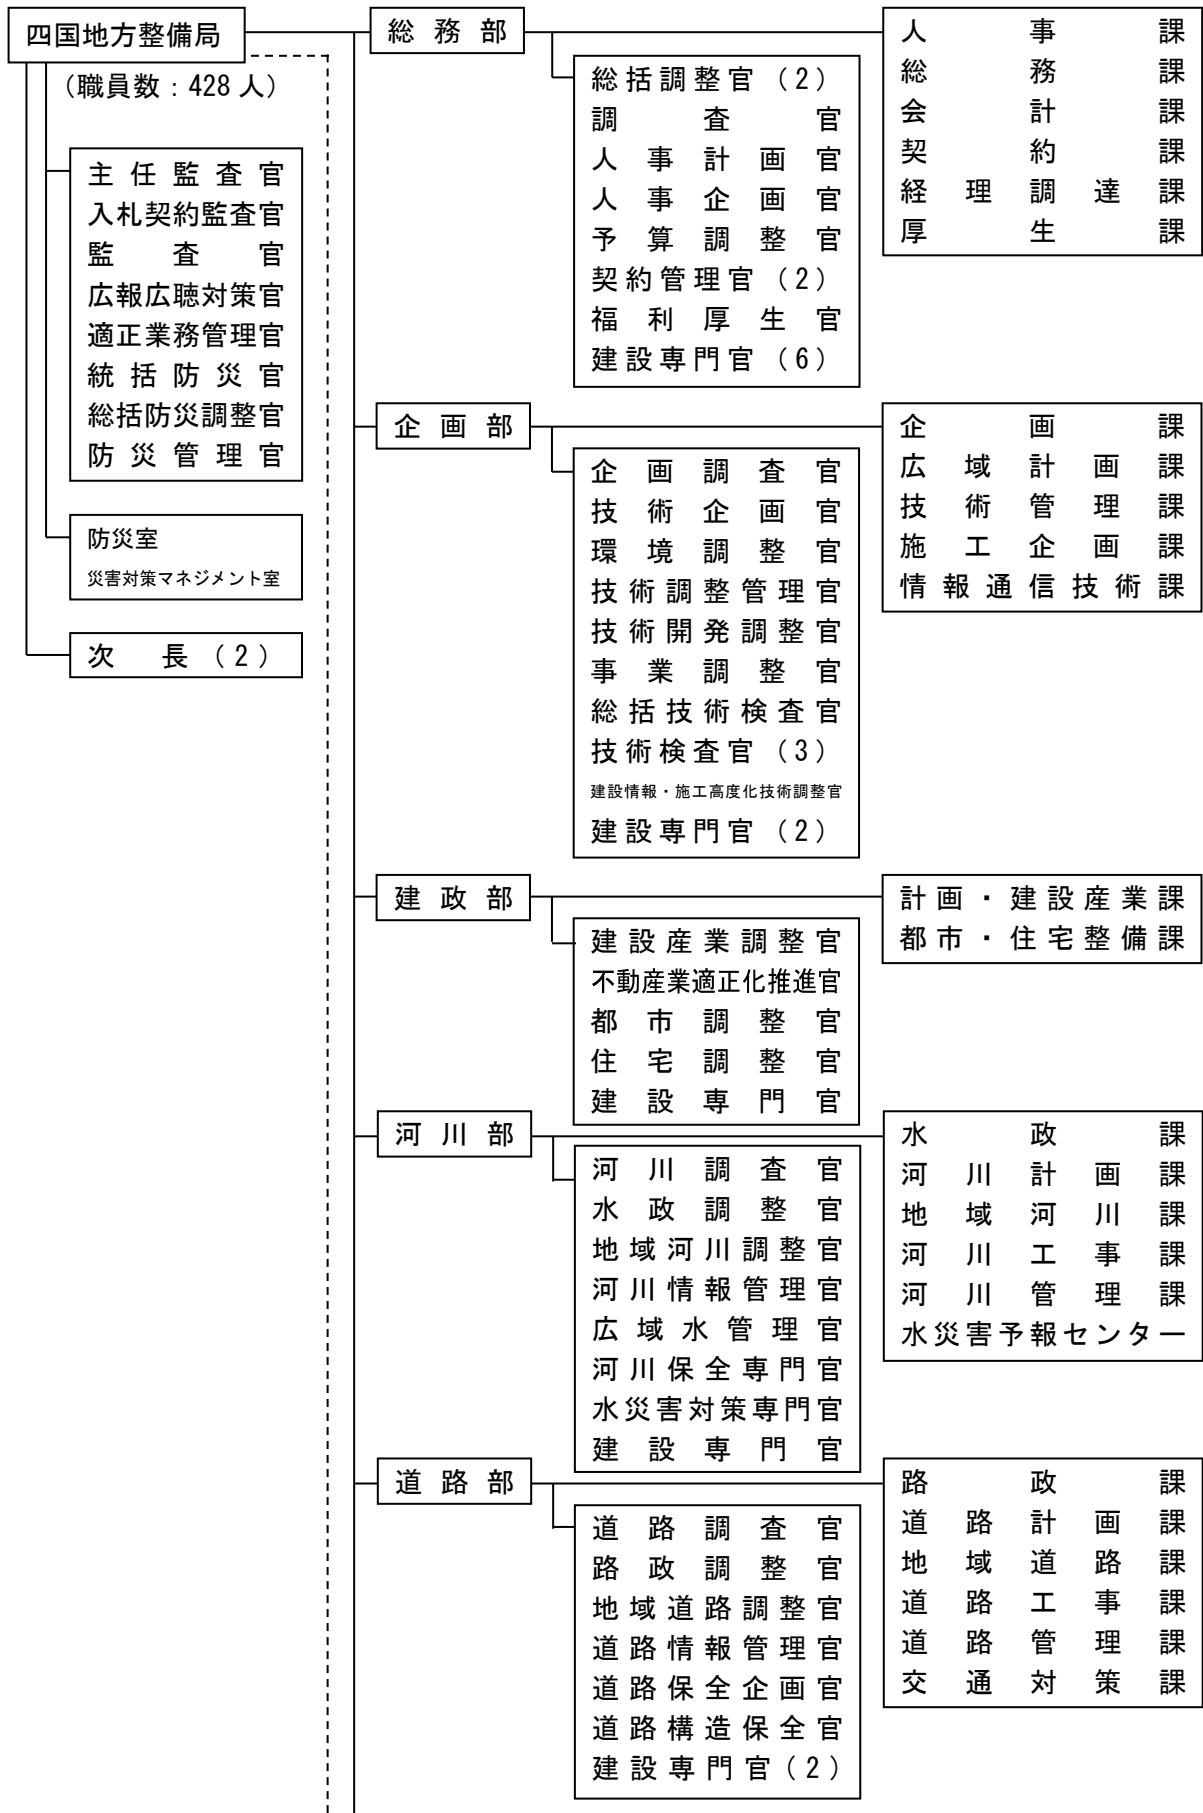 四国地方整備局
（職員数：428人）
主任監査官
入札契約監査官
監査官
広報広聴対策官
適正業務管理官
統括防災官
総括防災調整官
防災管理官
防災室
災害対策マネジメント室
次長（2）
総務部
総括調整官（2）
調査官
人事計画官
人事企画官
予算調整官
契約管理官（2）
福利厚生官
建設専門官（6）
人事課
総務課
会計課
契約課
経理調達課
厚生課
企画部
企画調査官
技術企画官
環境調整官
技術調整管理官
技術開発調整官
事業調整官
総括技術検査官
技術検査官（3）
建設情報・施工高度化技術調整官
建設専門官（2）
企画課
広域計画課
技術管理課
施工企画課
情報通信技術課
建政部
建設産業調整官
不動産業適正化推進官
都市調整官
住宅調整官
建設専門官
計画・建設産業課
都市・住宅整備課
河川部
河川調査官
水政調整官
地域河川調整官
河川情報管理官
広域水管理官
河川保全専門官
水災害対策専門官
建設専門官
水政課
河川計画課
地域河川課
河川工事課
河川管理課
水災害予報センター
道路部
道路調査官
路政調整官
地域道路調整官
道路情報管理官
道路保全企画官
道路構造保全官
建設専門官（2）
路政課
道路計画課
地域道路課
道路工事課
道路管理課
交通対策課